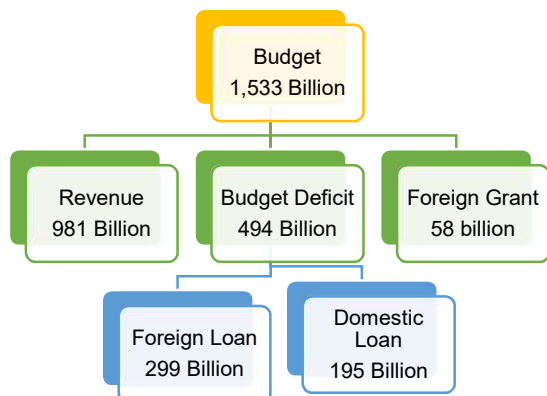 Budget
1,533 Billion
Revenue
981 Billion
Budget Deficit
494 Billion
Foreign Grant
58 billion
Foreign Loan
299 Billion
Domestic
Loan
195 Billion